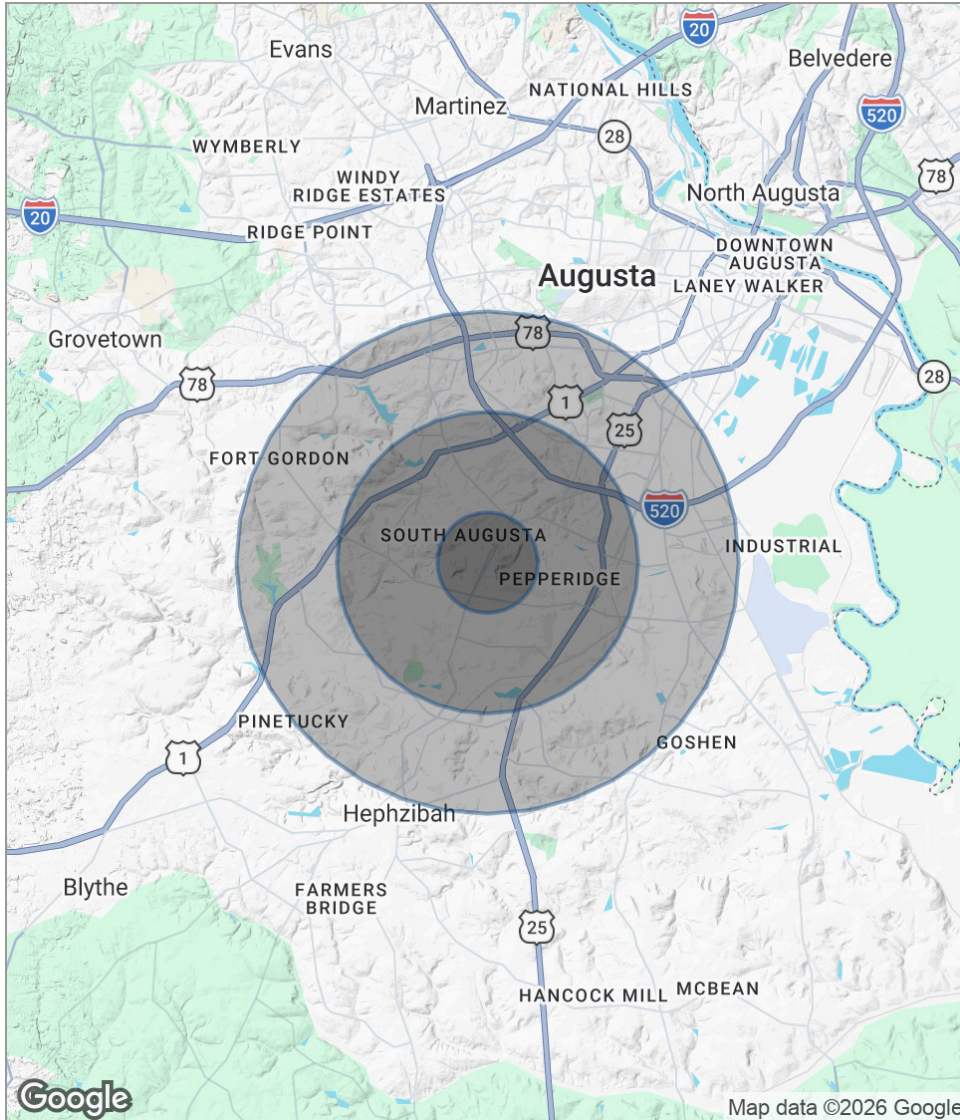 20
Evans
Belvedere
NATIONAL HILLS
Martinez
520
28
WYMBERLY
78
WINDY
RIDGE ESTATES
North Augusta
20
RIDGE POINT
DOWNTOWN
AUGUSTA
Augusta
LANEY WALKER
78
Grovetown
78
28
1
25
FORT GORDON
520
SOUTH AUGUSTA
INDUSTRIAL
PEPPERIDGE
PINETUCKY
GOSHEN
1
Hephzibah
Blythe
FARMERS
BRIDGE
25
HANCOCK MILL
MCBEAN
Google
Map data ©2026 Google